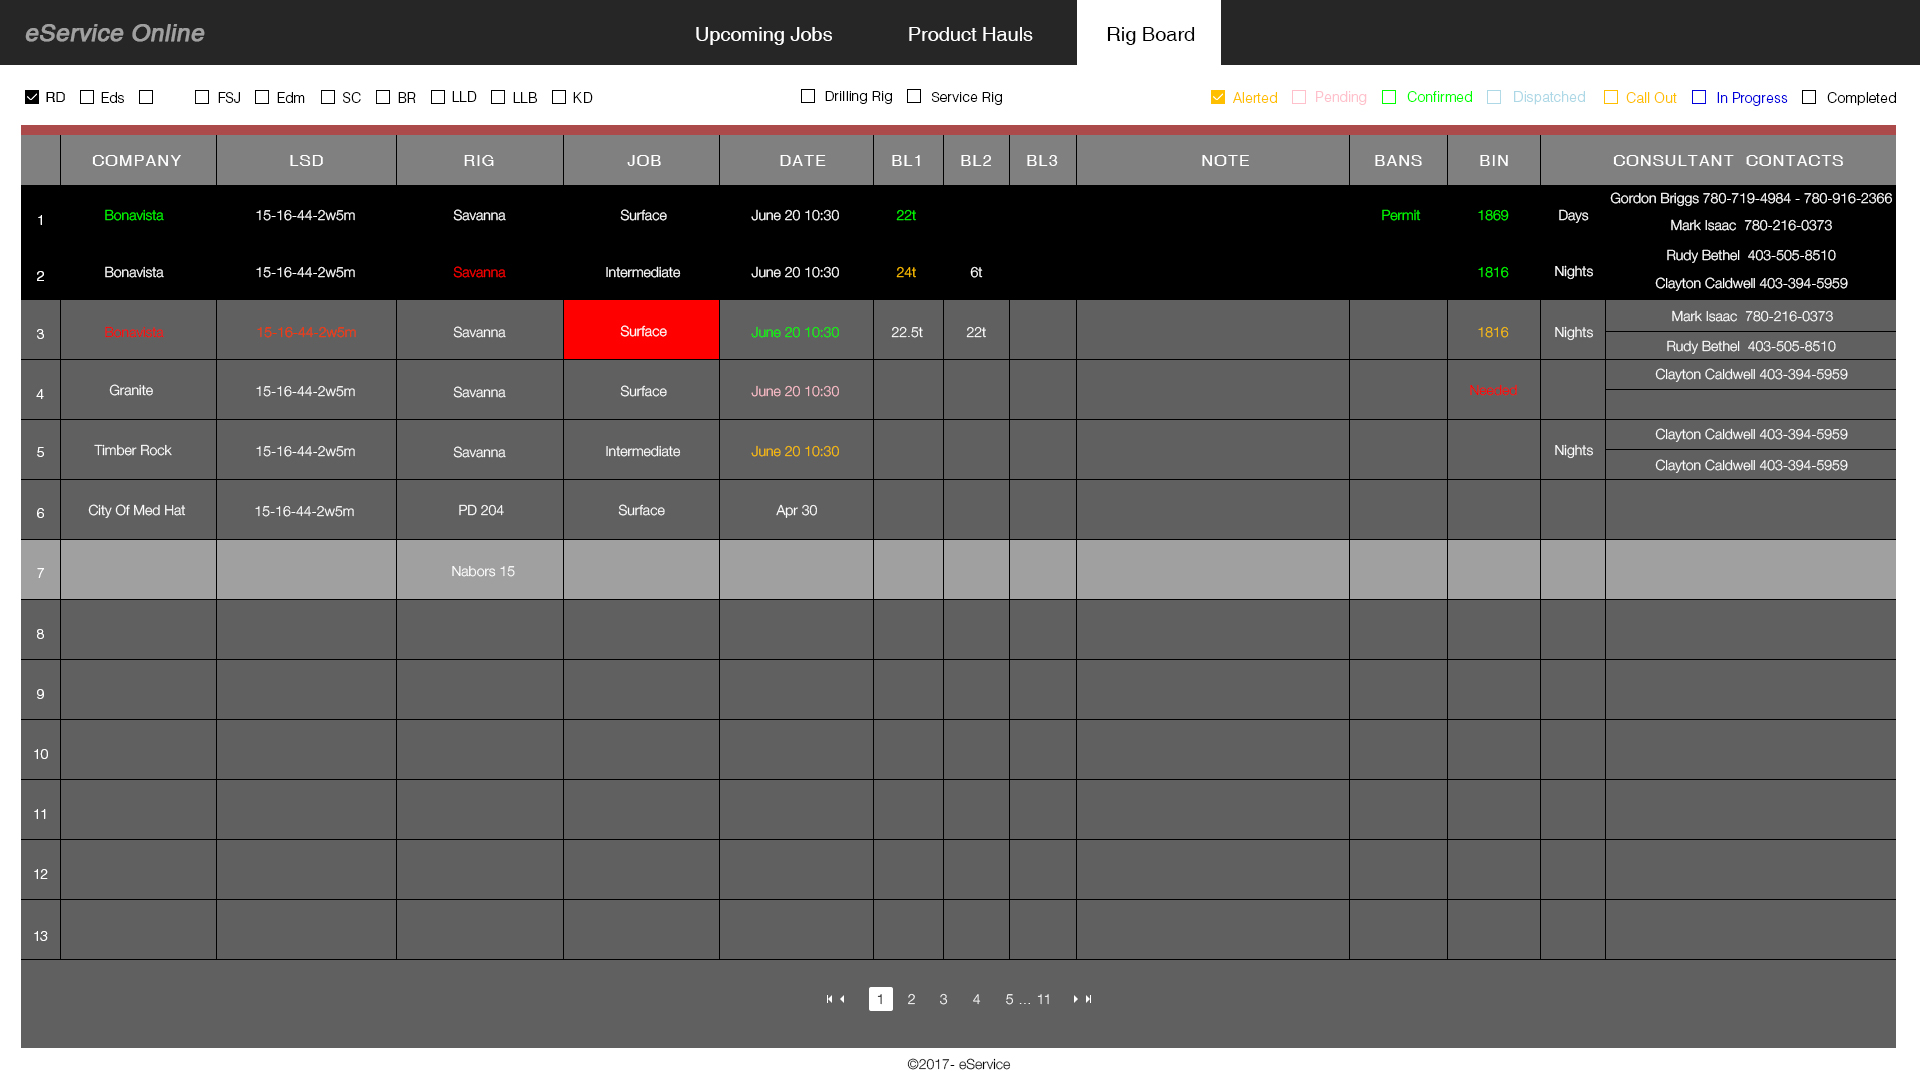 eService Online
Upcoming Jobs Product Hauls Rig Board
RD Eds FSJ Edm SC BR LLD LLB KD Drilling Rig Service Rig Alerted Pending Confirmed Dispatched Call Out In Progress Completed
COMPANY LSD RIG JOB DATE BL1 BL2 BL3 NOTE BANS BIN CONSULTANT CONTACTS
1 Bonavista 15-16-44-2w5m Savanna Surface June 20 10:30 22t Permit 1869 Days Gordon Briggs 780-719-4984 - 780-916-2366
Mark Isaac 780-216-0373
2 Bonavista 15-16-44-2w5m Savanna Intermediate June 20 10:30 24t 6t 1816 Nights Rudy Bethel 403-505-8510
Clayton Caldwell 403-394-5959
3 Bonavista 15-16-44-2w5m Savanna Surface June 20 10:30 22.5t 22t 1816 Nights Mark Isaac 780-216-0373
Rudy Bethel 403-505-8510
4 Granite 15-16-44-2w5m Savanna Surface June 20 10:30 Needed Clayton Caldwell 403-394-5959
5 Timber Rock 15-16-44-2w5m Savanna Intermediate June 20 10:30 Nights Clayton Caldwell 403-394-5959
Clayton Caldwell 403-394-5959
6 City Of Med Hat 15-16-44-2w5m PD 204 Surface Apr 30
7 Nabors 15
8
9
10
11
12
13
1 2 3 4 5 ... 11
©2017- eService